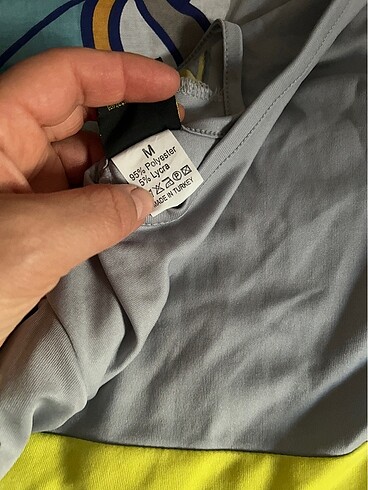 M
95% Polyester
5% Lycra
MADE IN TURKEY